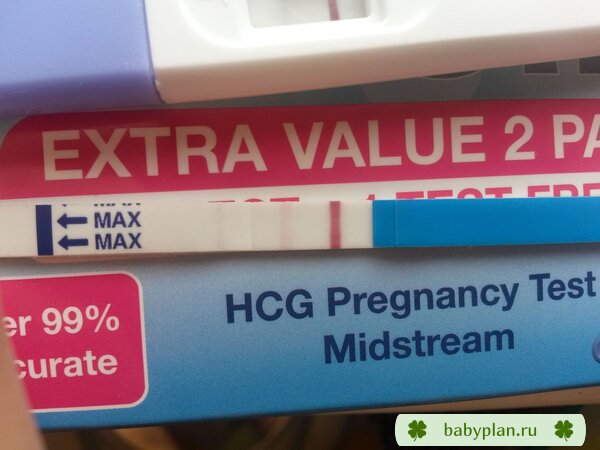 EXTRA VALUE 2 PA
MAX
MAX
HCG Pregnancy Test
Midstream
er 99%
curate
babyplan.ru